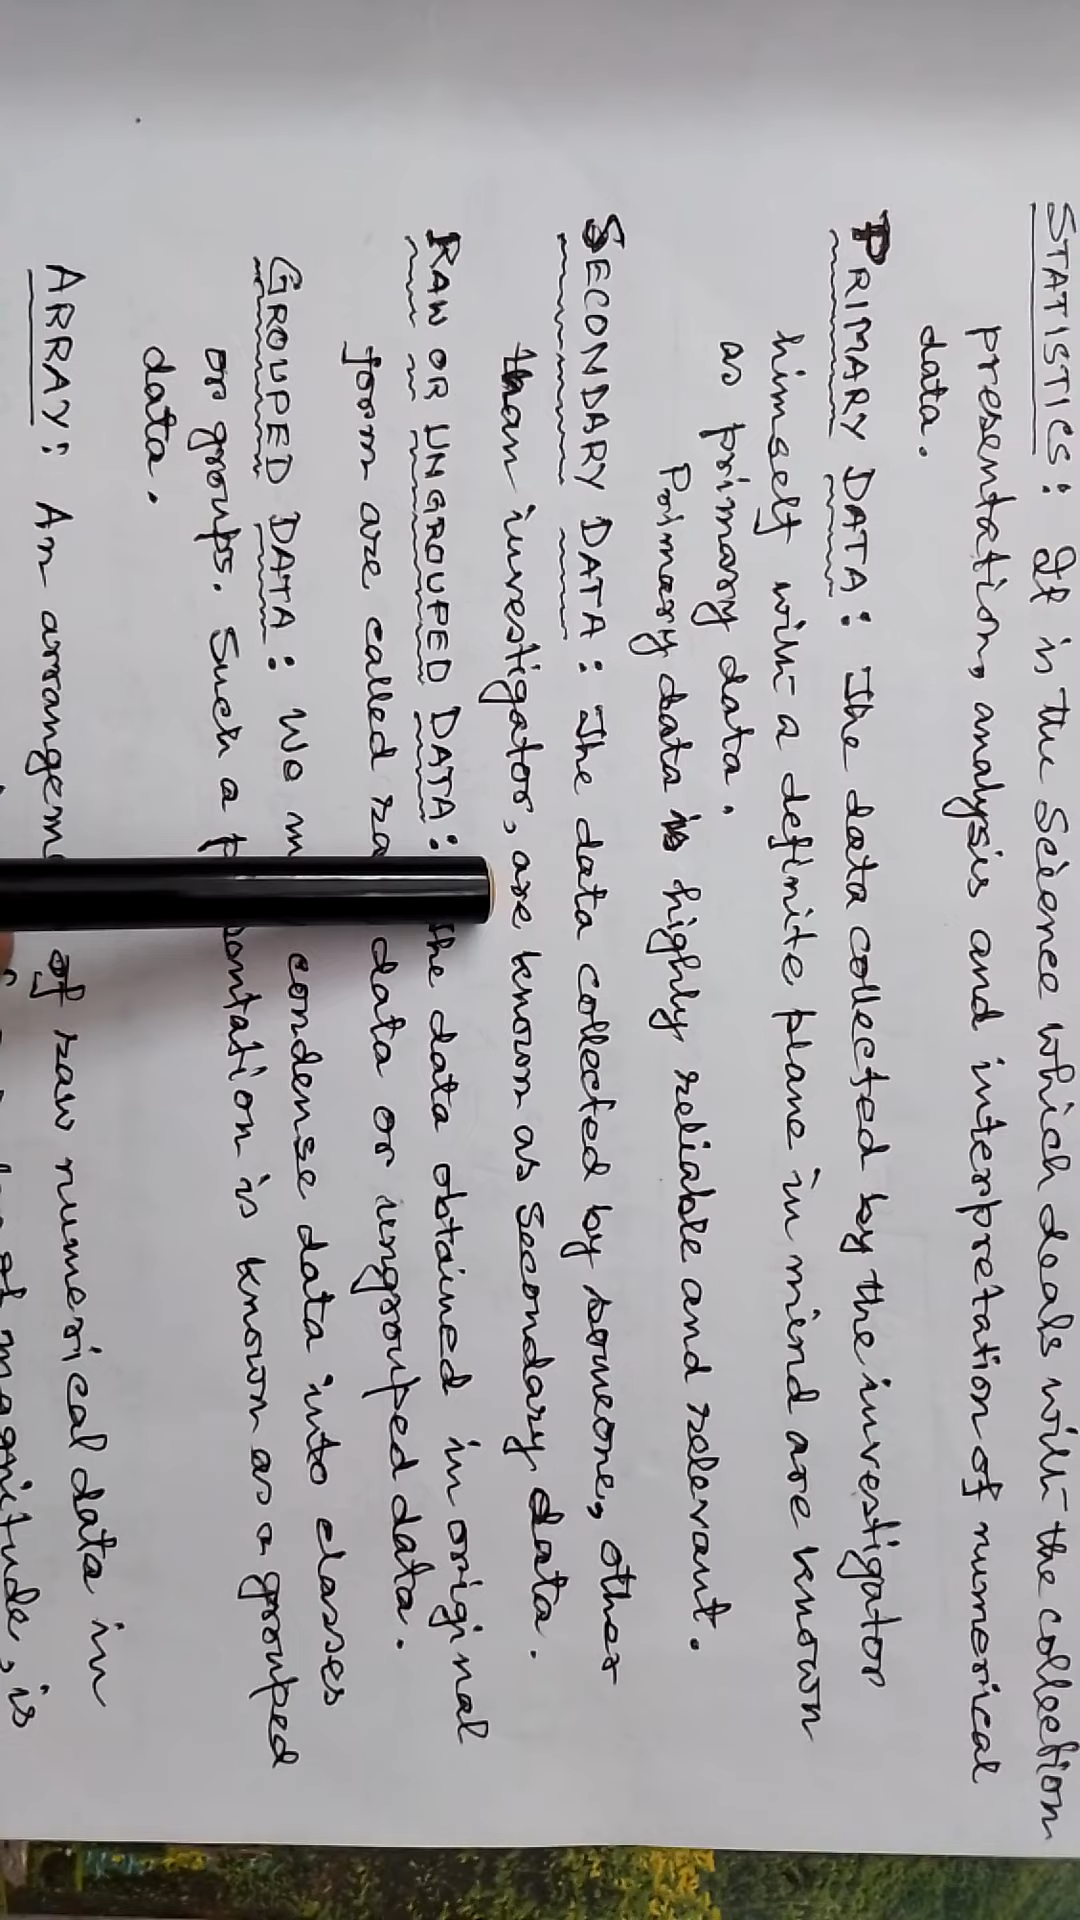 STATISTICS: It is the Science which deals with the collection
presentation, analysis and interpretation of numerical
data.
PRIMARY DATA: The data collected by the investigator
himself with a definite plane in mind are known
as primary data.
Primary data is highly reliable and relevant.
SECONDARY DATA: The data collected by someone, other
than investigator, are known as Secondary data.
RAW OR UNGROUPED DATA: The data obtained in original
form are called data or ungrouped data.
GROUPED DATA: We condense data into classes
or groups. Such a is known as a grouped
data.
ARRAY: An of raw numerical data in
of magnitude, is